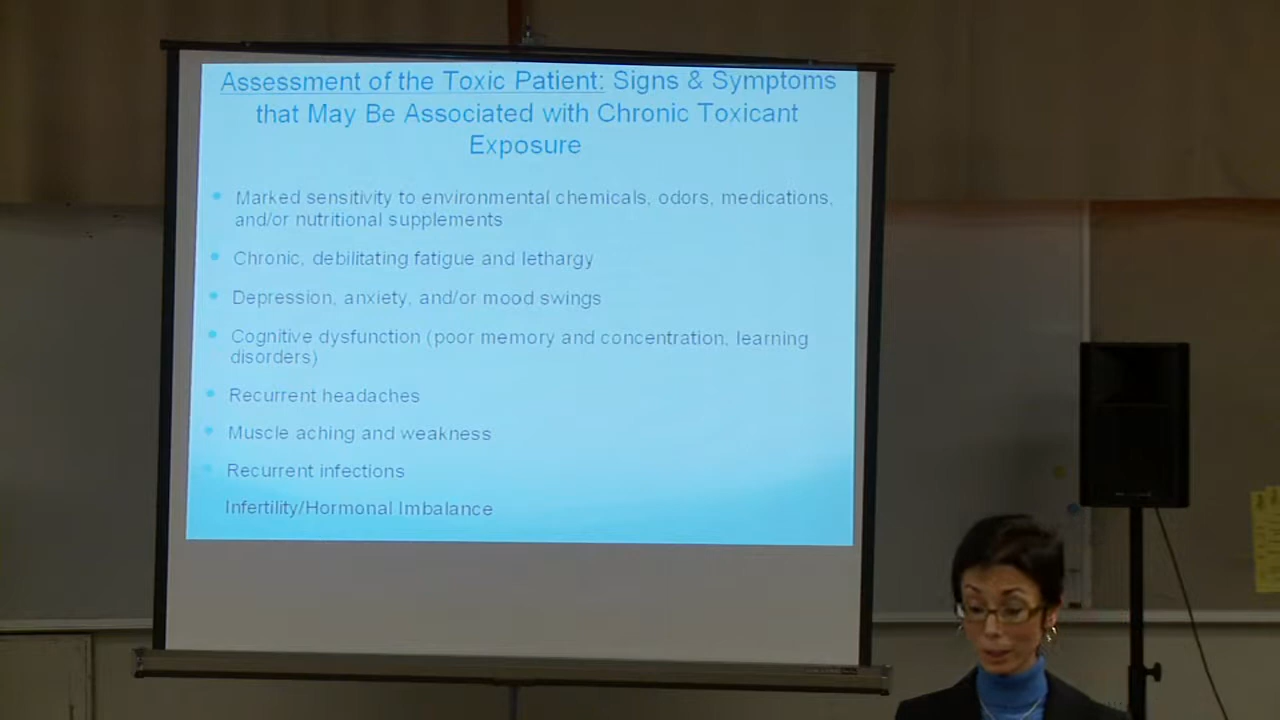 Assessment of the Toxic Patient: Signs & Symptoms
that May Be Associated with Chronic Toxicant
Exposure
Marked sensitivity to environmental chemicals, odors, medications,
and/or nutritional supplements
Chronic, debilitating fatigue and lethargy
Depression, anxiety, and/or mood swings
Cognitive dysfunction (poor memory and concentration, learning
disorders)
Recurrent headaches
Muscle aching and weakness
Recurrent infections
Infertility/Hormonal Imbalance